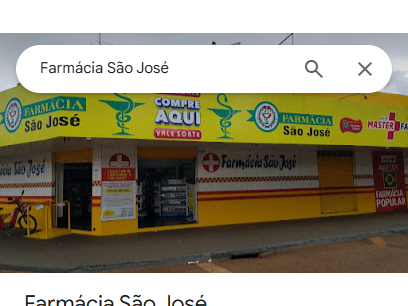 Farmácia São José
FARMÁCIA
São José
COMPRE
AQUI
VALE SORTE
FARMÁCIA
São José
MASTER FA
Farmácia São José
FARMÁCIA
POPULAR
Farmácia São José